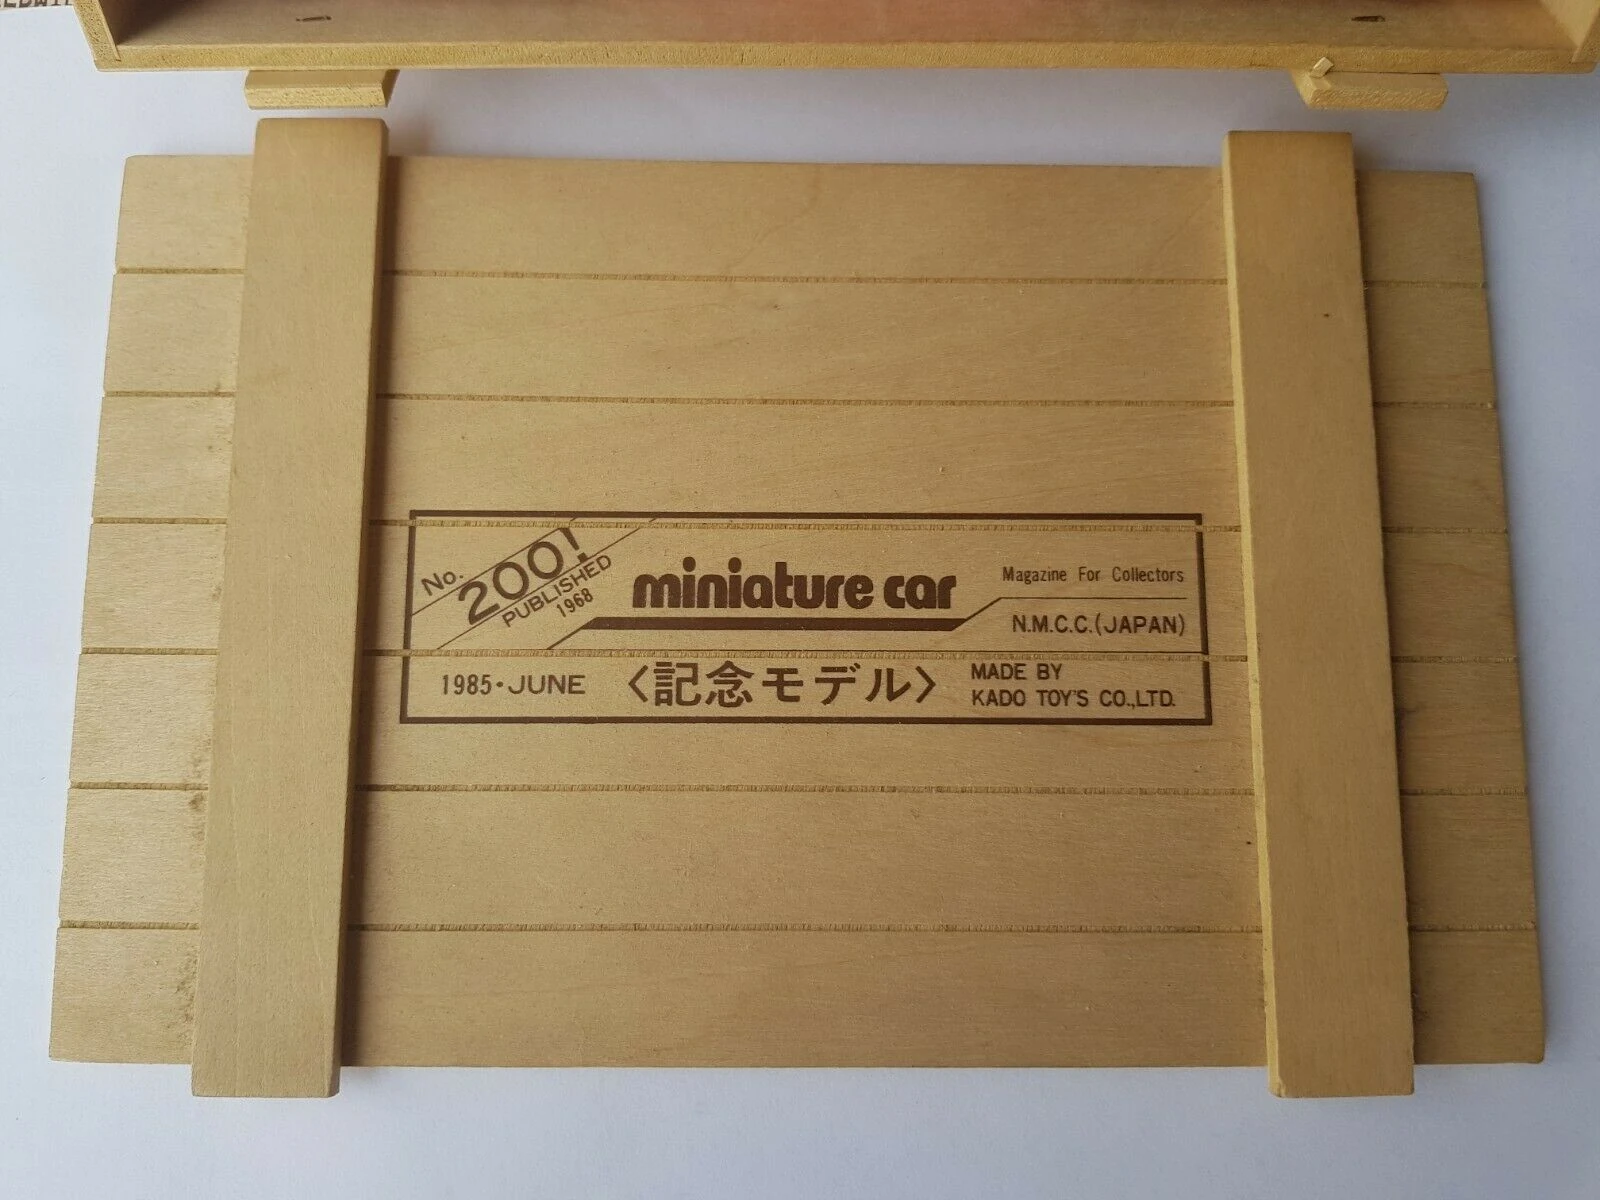 No.
200!
PUBLISHED
1968
miniature car
Magazine For Collectors
N.M.C.C.(JAPAN)
1985・JUNE
〈記念モデル〉
MADE BY
KADO TOY'S CO.,LTD.